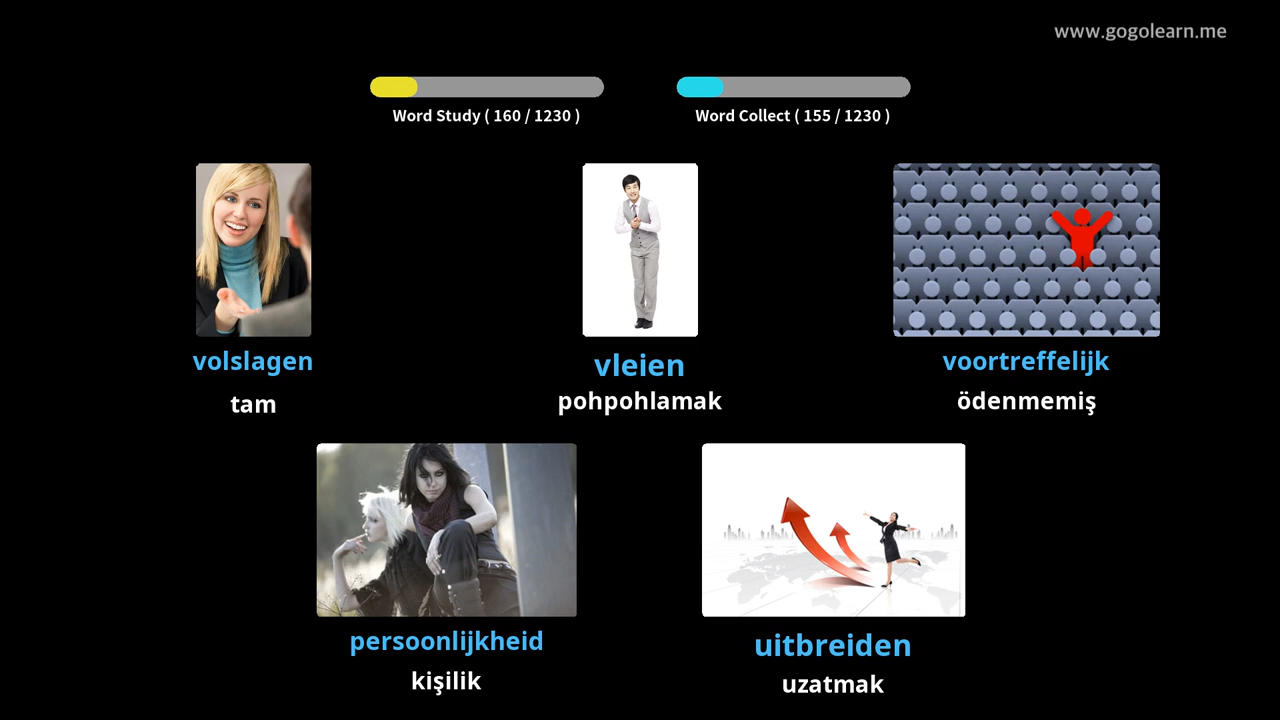 www.gogolearn.me
Word Study ( 160 / 1230 )
Word Collect ( 155 / 1230 )
volslagen
tam
vleien
pohpohlamak
voortreffelijk
ödenmemiş
persoonlijkheid
kişilik
uitbreiden
uzatmak